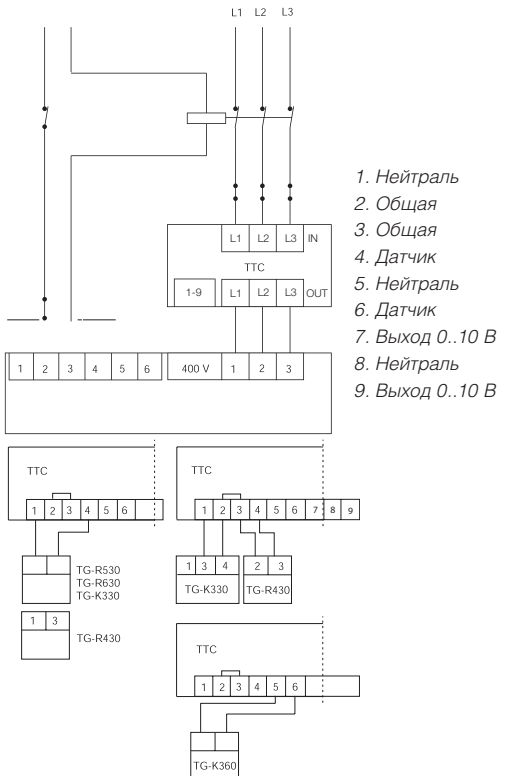 L1 L2 L3
1. Нейтраль
2. Общая
3. Общая
4. Датчик
5. Нейтраль
6. Датчик
7. Выход 0..10 В
8. Нейтраль
9. Выход 0..10 В
L1 L2 L3 IN
TTC
1-9 L1 L2 L3 OUT
1 2 3 4 5 6 400 V 1 2 3
TTC
1 2 3 4 5 6
TG-R530
TG-R630
TG-K330
1 3
TG-R430
TTC
1 2 3 4 5 6 7 8 9
1 3 4 2 3
TG-K330 TG-R430
TTC
1 2 3 4 5 6
TG-K360